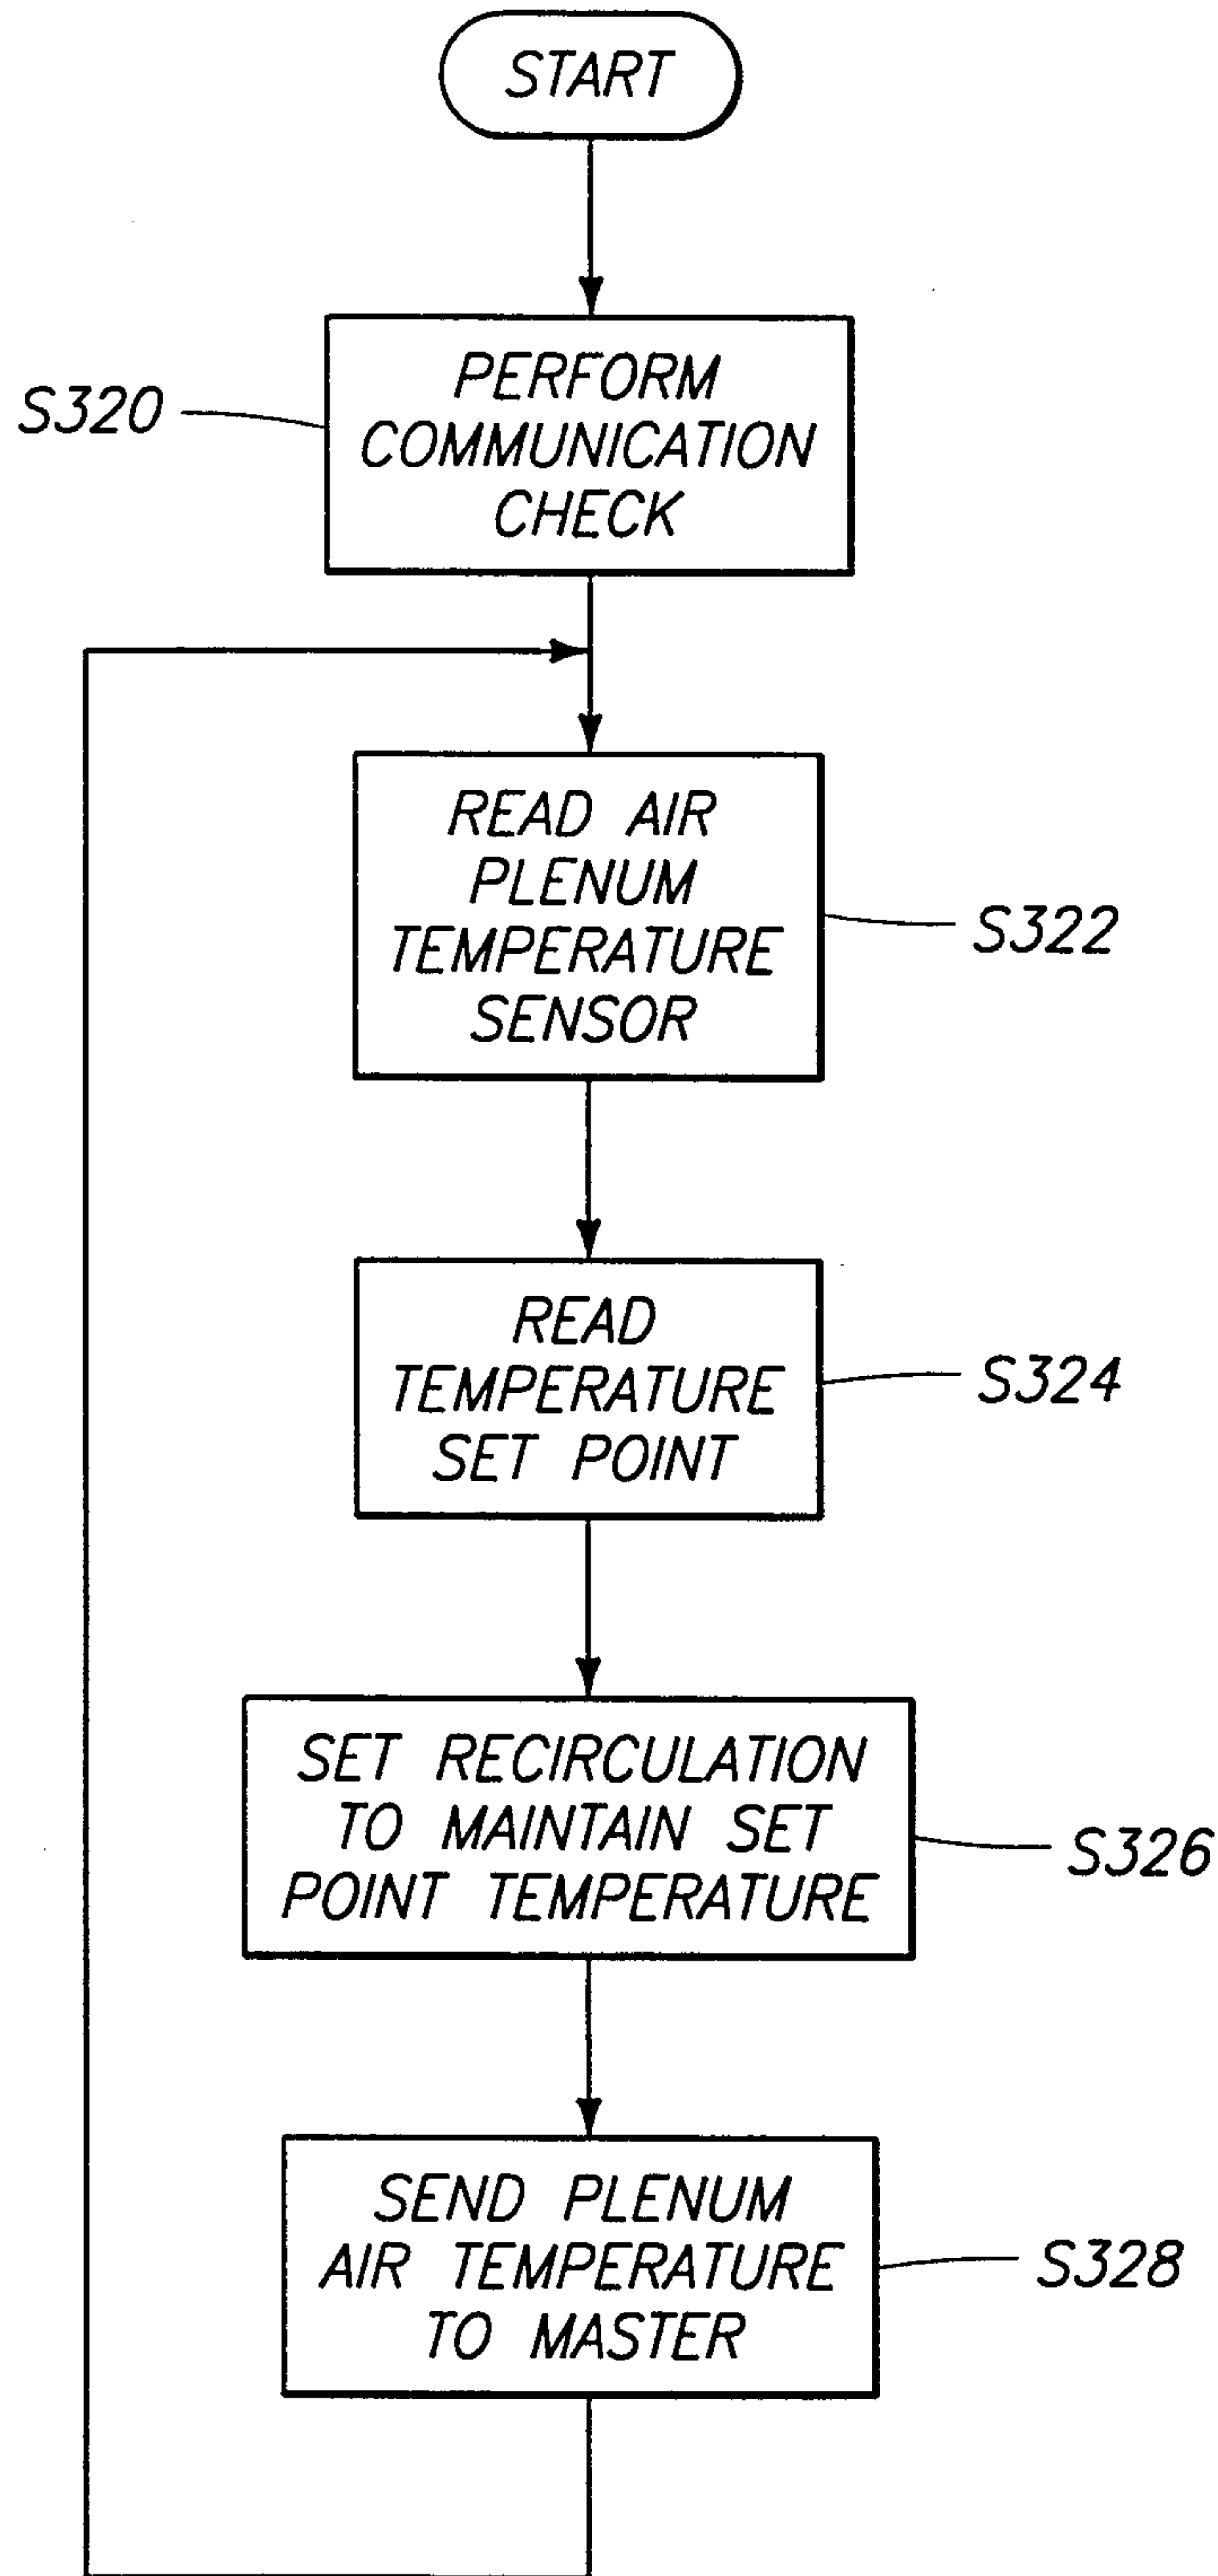 START
PERFORM
COMMUNICATION
CHECK
S320
READ AIR
PLENUM
TEMPERATURE
SENSOR
S322
READ
TEMPERATURE
SET POINT
S324
SET RECIRULATION
TO MAINTAIN SET
POINT TEMPERATURE
S326
SEND PLENUM
AIR TEMPERATURE
TO MASTER
S328